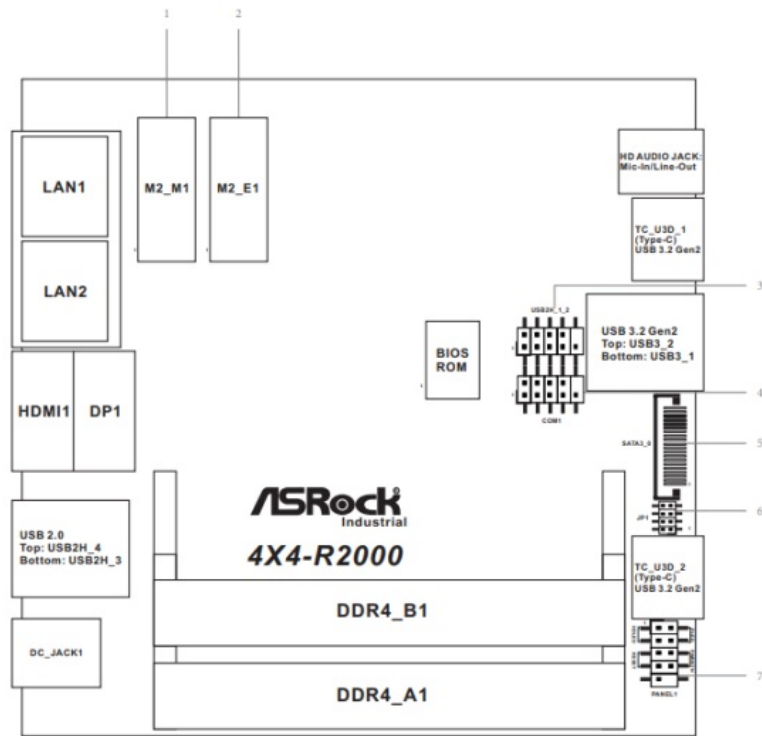 1
2
LAN1
M2_M1
M2_E1
HD AUDIO JACK:
Mic-In/Line-Out
TC_U3D_1
(Type-C)
USB 3.2 Gen2
LAN2
3
USB2H_1_2
USB 3.2 Gen2
Top: USB3_2
Bottom: USB3_1
BIOS
ROM
4
HDMI1
DP1
COM1
SATA3_0
5
ASRock
Industrial
JP1
6
USB 2.0
Top: USB2H_4
Bottom: USB2H_3
4X4-R2000
TC_U3D_2
(Type-C)
USB 3.2 Gen2
DDR4_B1
DC_JACK1
7
DDR4_A1
PANEL1